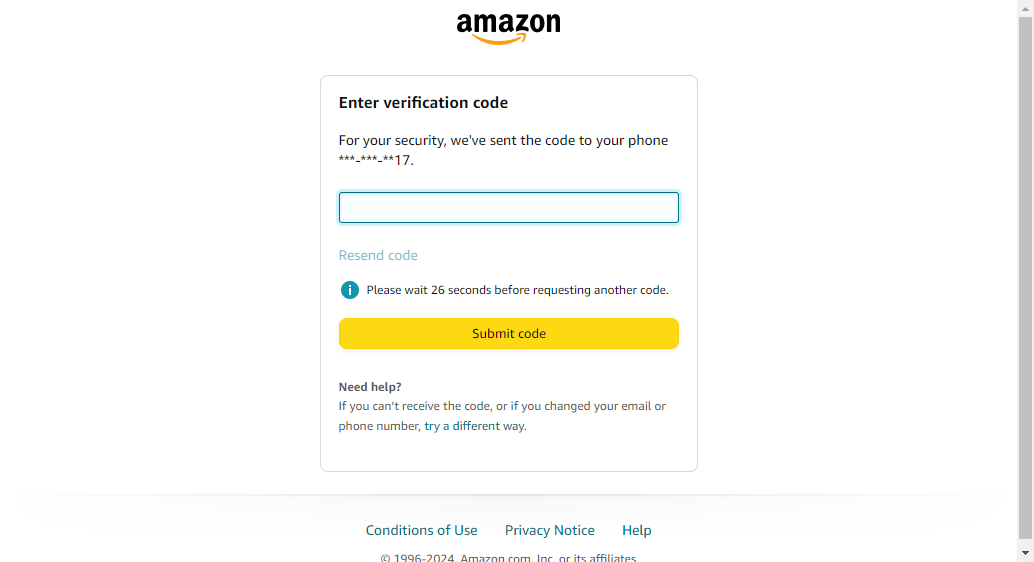 amazon
Enter verification code
For your security, we've sent the code to your phone
***-***-**17.
Resend code
i Please wait 26 seconds before requesting another code.
Submit code
Need help?
If you can't receive the code, or if you changed your email or
phone number, try a different way.
Conditions of Use Privacy Notice Help
© 1996-2024, Amazon.com, Inc. or its affiliates